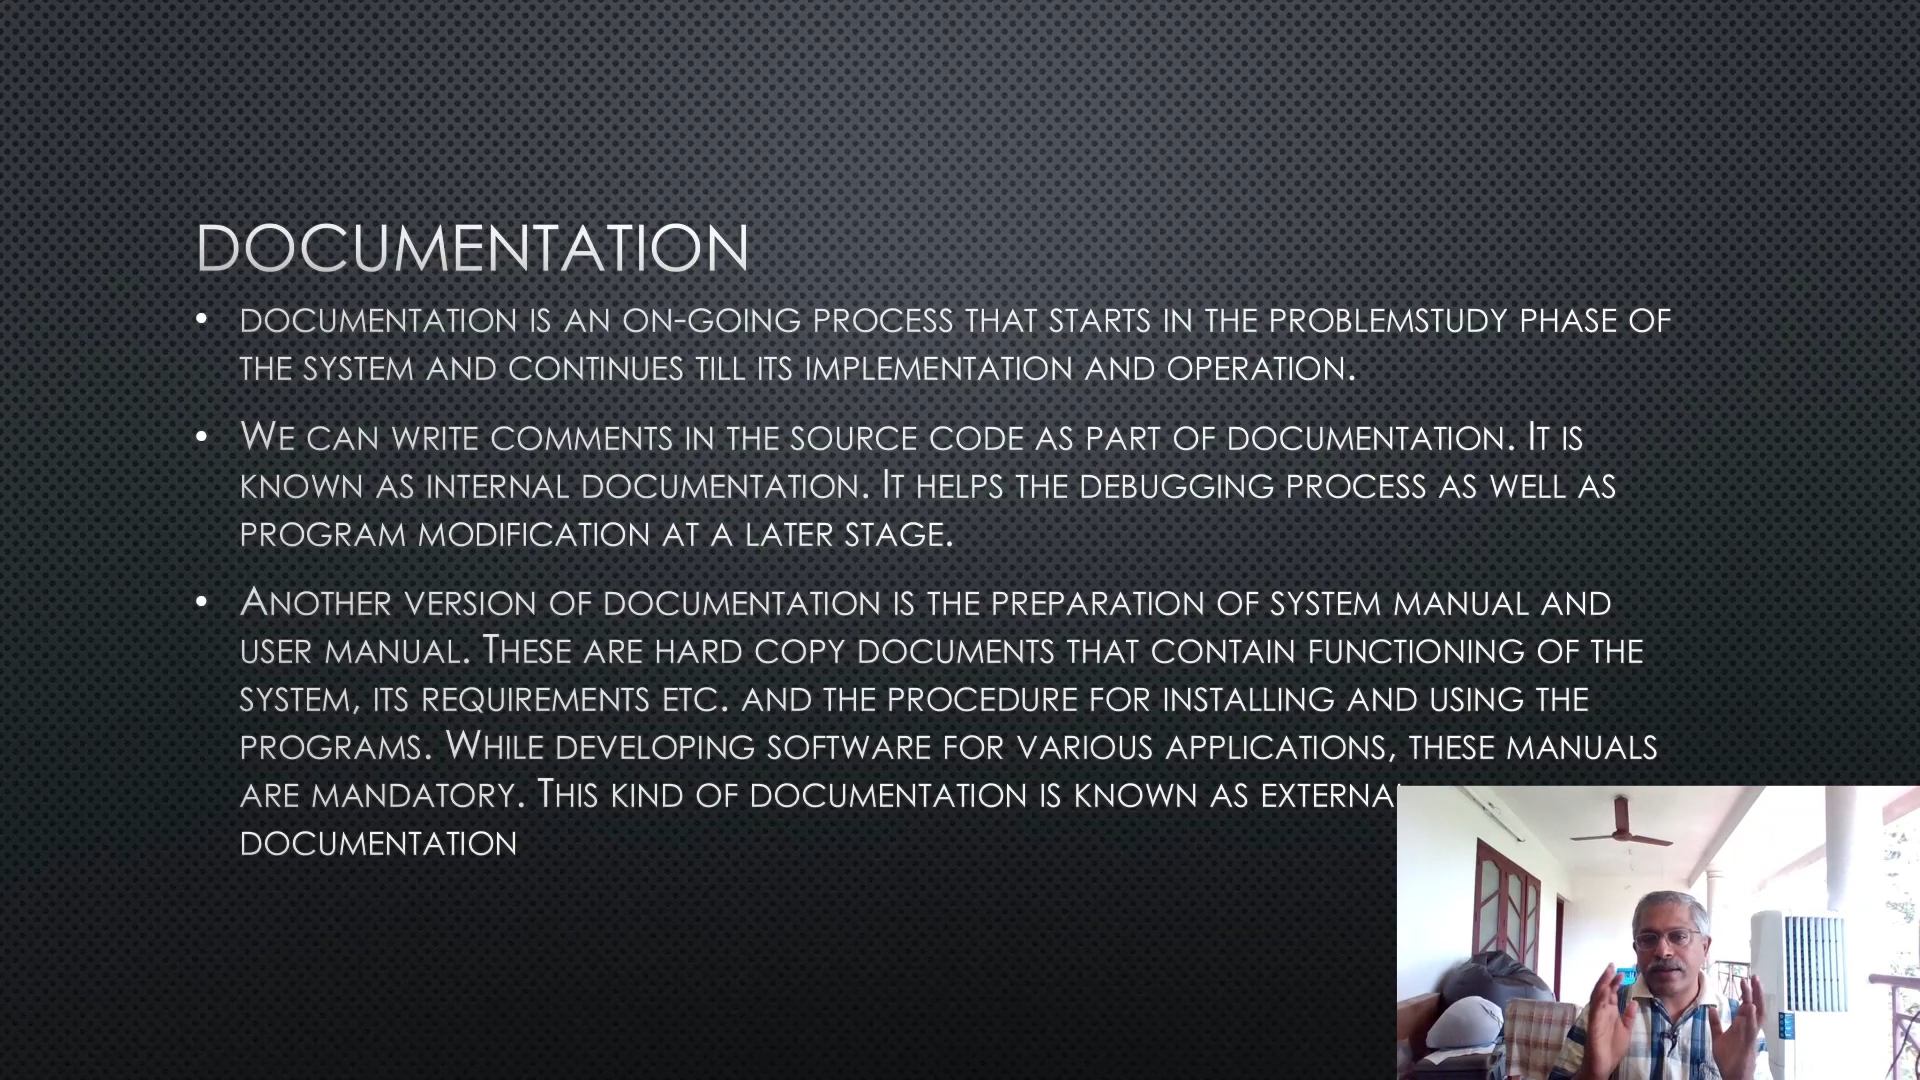 DOCUMENTATION
• DOCUMENTATION IS AN ON-GOING PROCESS THAT STARTS IN THE PROBLEMSTUDY PHASE OF
THE SYSTEM AND CONTINUES TILL ITS IMPLEMENTATION AND OPERATION.
• WE CAN WRITE COMMENTS IN THE SOURCE CODE AS PART OF DOCUMENTATION. IT IS
KNOWN AS INTERNAL DOCUMENTATION. IT HELPS THE DEBUGGING PROCESS AS WELL AS
PROGRAM MODIFICATION AT A LATER STAGE.
• ANOTHER VERSION OF DOCUMENTATION IS THE PREPARATION OF SYSTEM MANUAL AND
USER MANUAL. THESE ARE HARD COPY DOCUMENTS THAT CONTAIN FUNCTIONING OF THE
SYSTEM, ITS REQUIREMENTS ETC. AND THE PROCEDURE FOR INSTALLING AND USING THE
PROGRAMS. WHILE DEVELOPING SOFTWARE FOR VARIOUS APPLICATIONS, THESE MANUALS
ARE MANDATORY. THIS KIND OF DOCUMENTATION IS KNOWN AS EXTERNAL
DOCUMENTATION